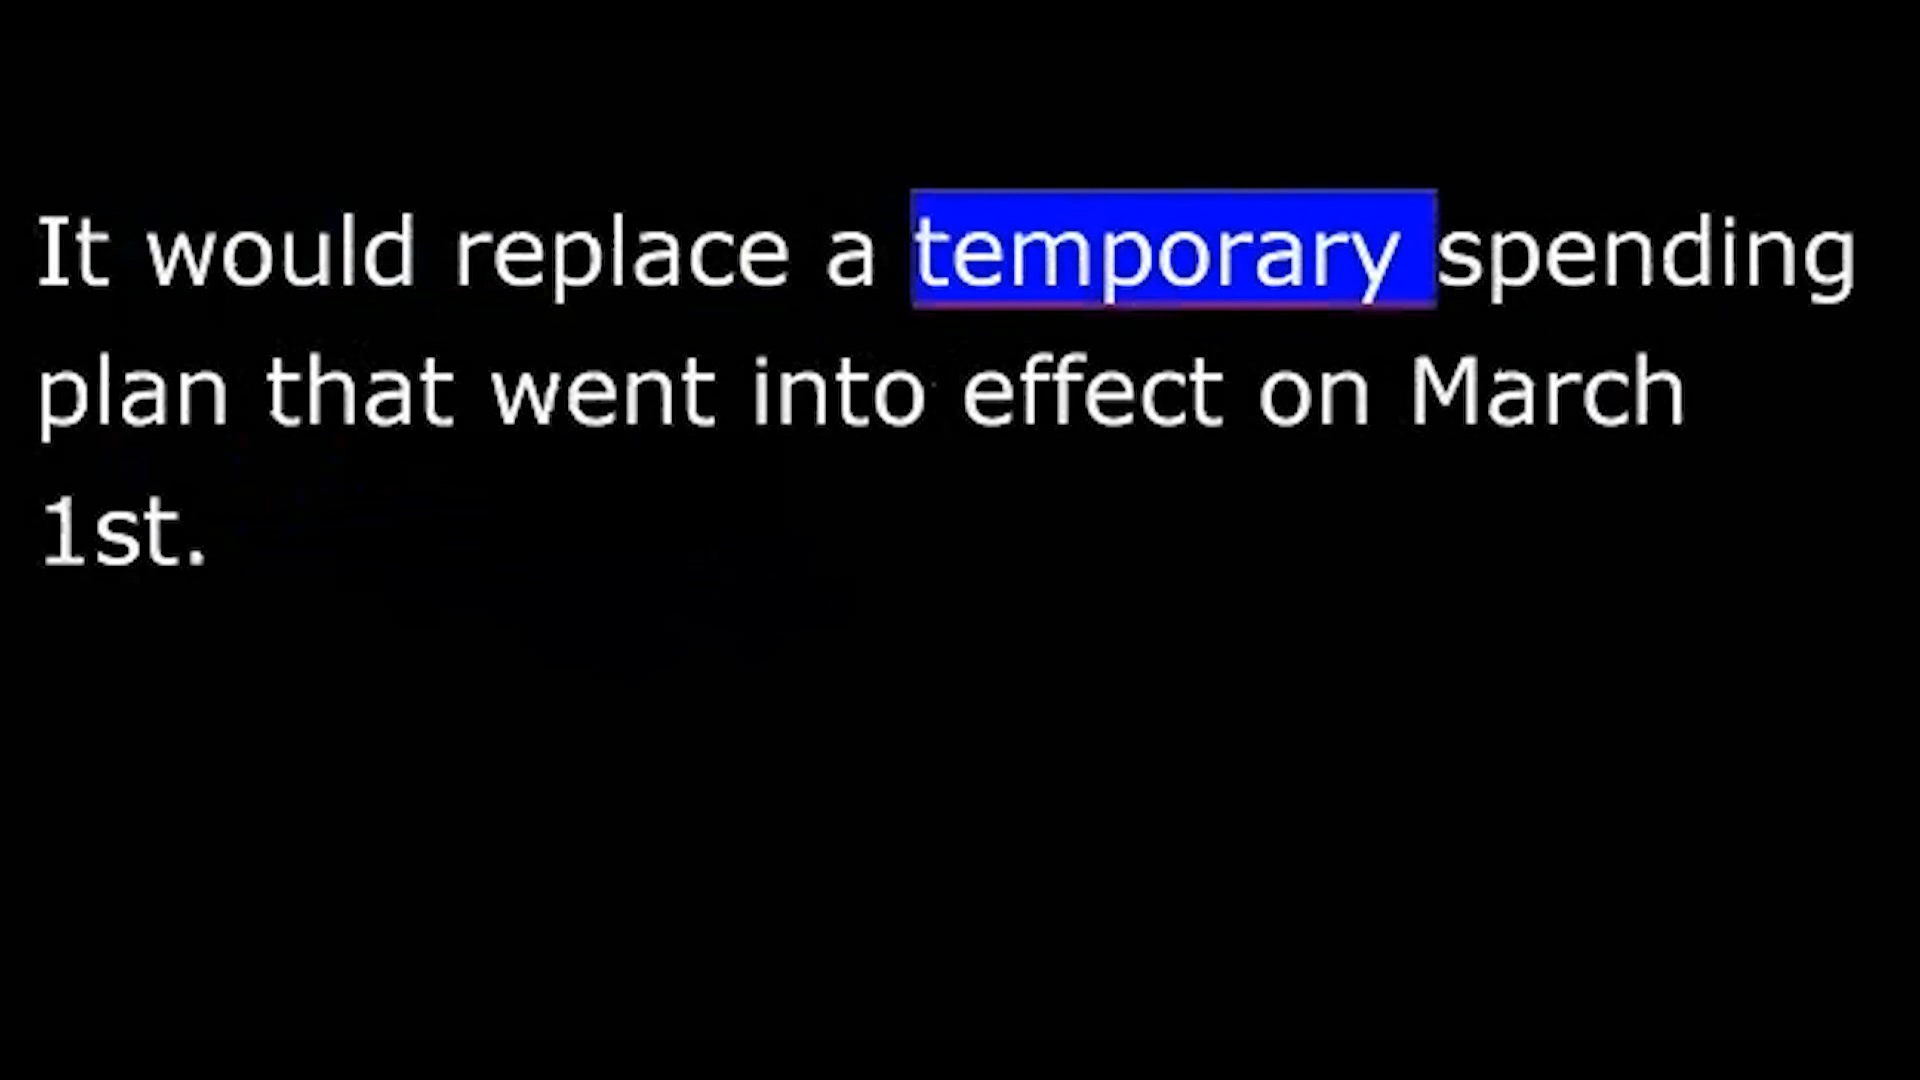 It would replace a temporary spending
plan that went into effect on March
1st.